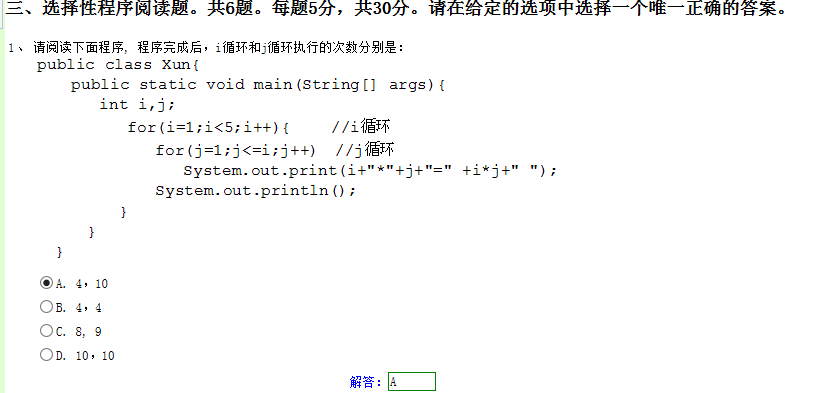 三、选择性程序阅读题。共6题。每题5分，共30分。请在给定的选项中选择一个唯一正确的答案。
1、请阅读下面程序, 程序完成后，i循环和j循环执行的次数分别是：
public class Xun{
public static void main(String[] args){
int i,j;
for(i=1;i<5;i++){ //i循环
for(j=1;j<=i;j++) //j循环
System.out.print(i+"*"+j+"=" +i*j+" ");
System.out.println();
}
}
}
A. 4，10
B. 4，4
C. 8, 9
D. 10，10
解答：A